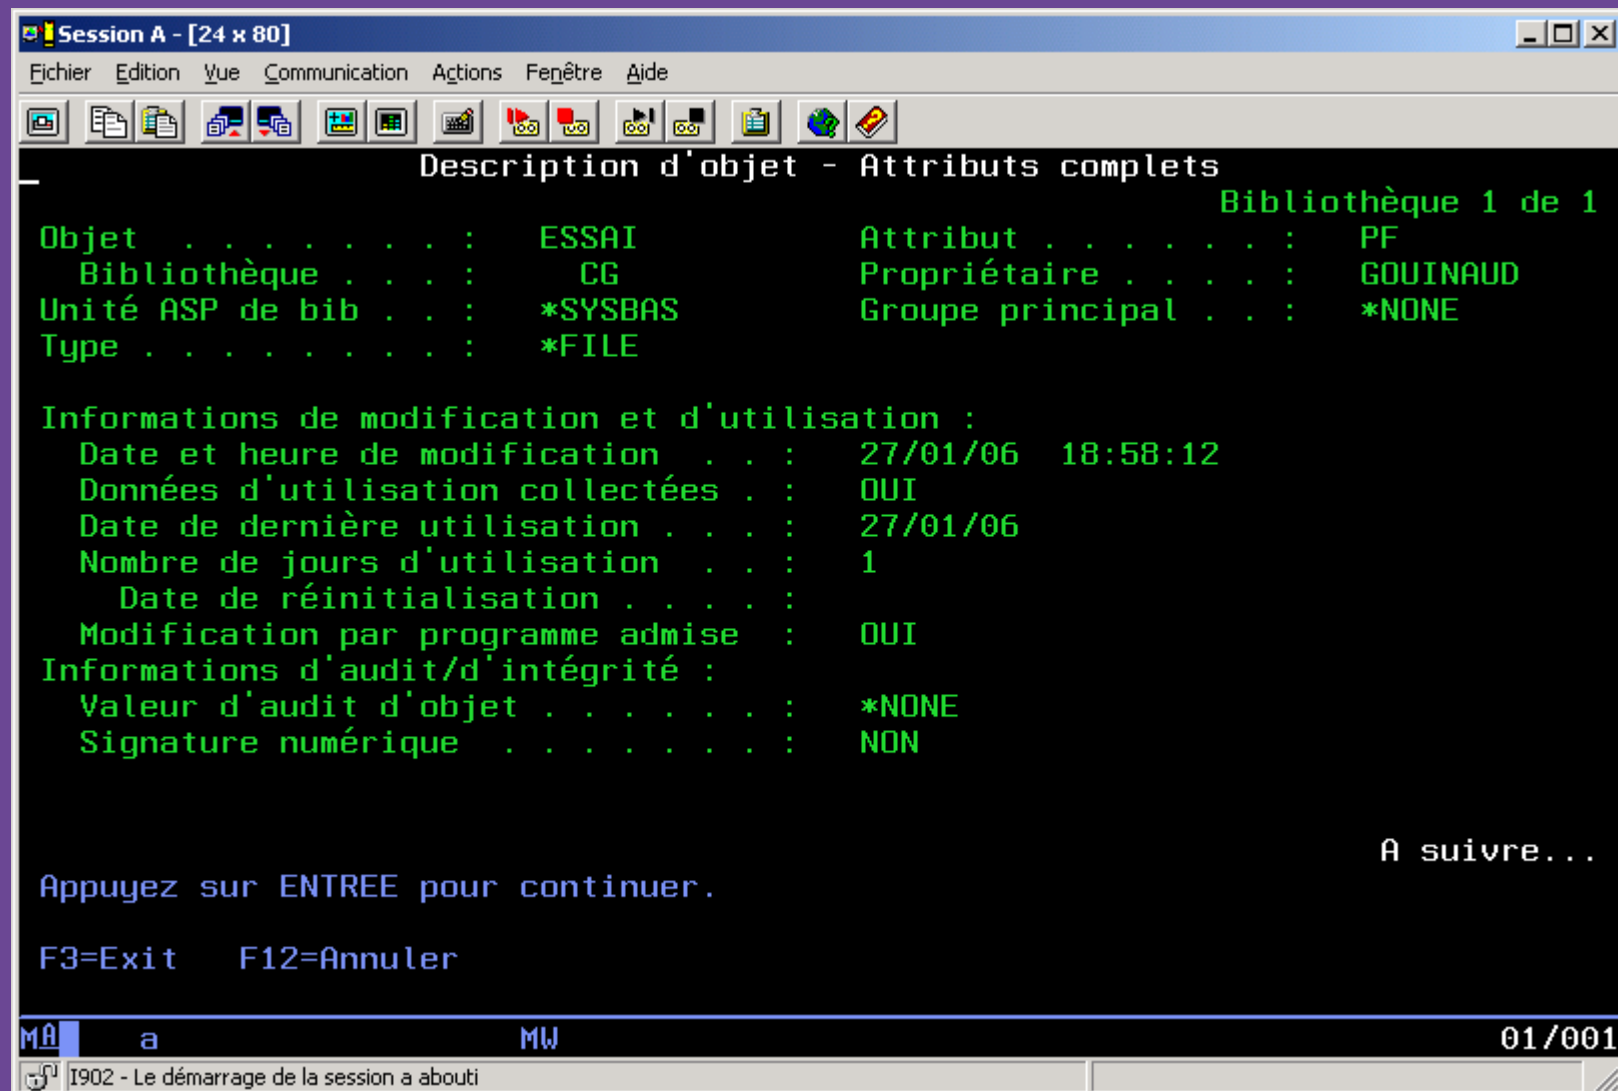 Session A - [24 x 80]
Fichier Edition Vue Communication Actions Fenêtre Aide
Description d'objet - Attributs complets
Bibliothèque 1 de 1
Objet . . . . . . . : ESSAI Attribut . . . . . . : PF
Bibliothèque . . . : CG Propriétaire . . . . : GOUINAUD
Unité ASP de bib . . : *SYSBAS Groupe principal . . : *NONE
Type . . . . . . . . : *FILE
Informations de modification et d'utilisation :
Date et heure de modification . . : 27/01/06 18:58:12
Données d'utilisation collectées . : OUI
Date de dernière utilisation . . . : 27/01/06
Nombre de jours d'utilisation . . : 1
Date de réinitialisation . . . . :
Modification par programme admise : OUI
Informations d'audit/d'intégrité :
Valeur d'audit d'objet . . . . . . : *NONE
Signature numérique . . . . . . . : NON
A suivre...
Appuyez sur ENTREE pour continuer.
F3=Exit F12=Annuler
MA a MW 01/001
I902 - Le démarrage de la session a abouti